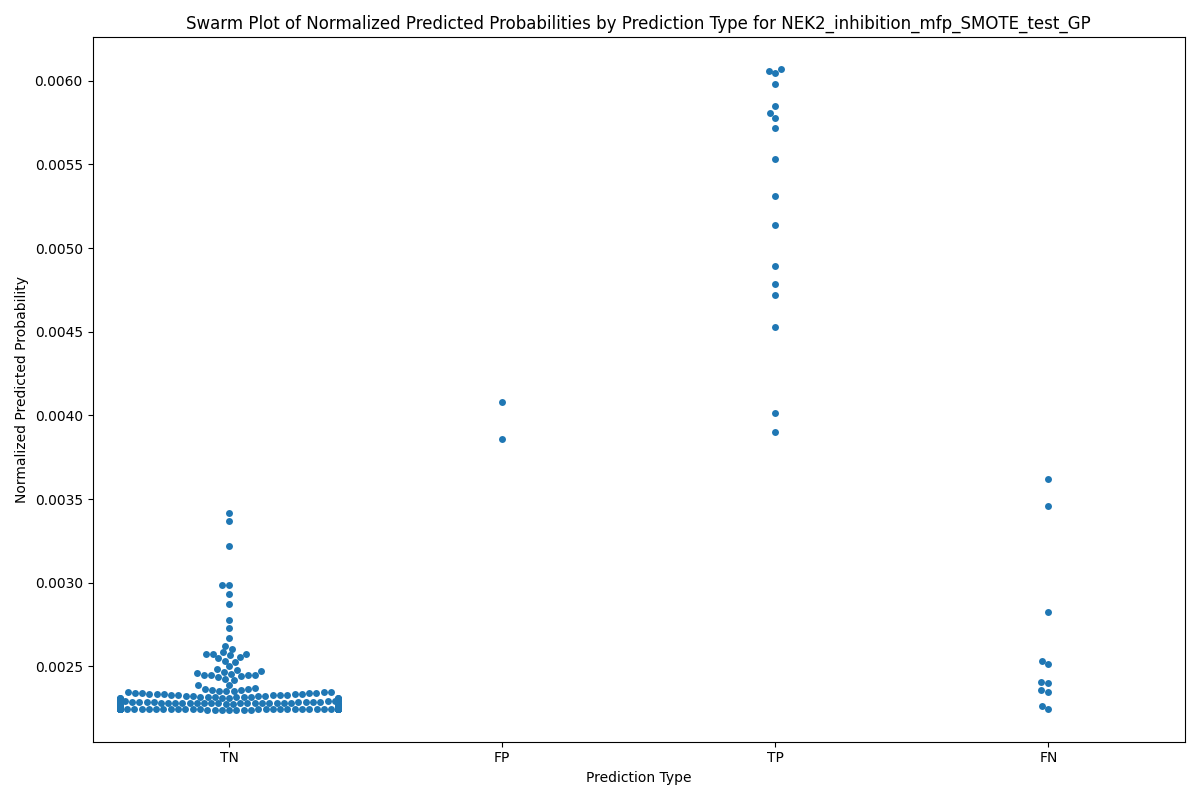 Swarm Plot of Normalized Predicted Probabilities by Prediction Type for NEK2_inhibition_mfp_SMOTE_test_GP
Normalized Predicted Probability
0.0060
0.0055
0.0050
0.0045
0.0040
0.0035
0.0030
0.0025
TN FP TP FN
Prediction Type